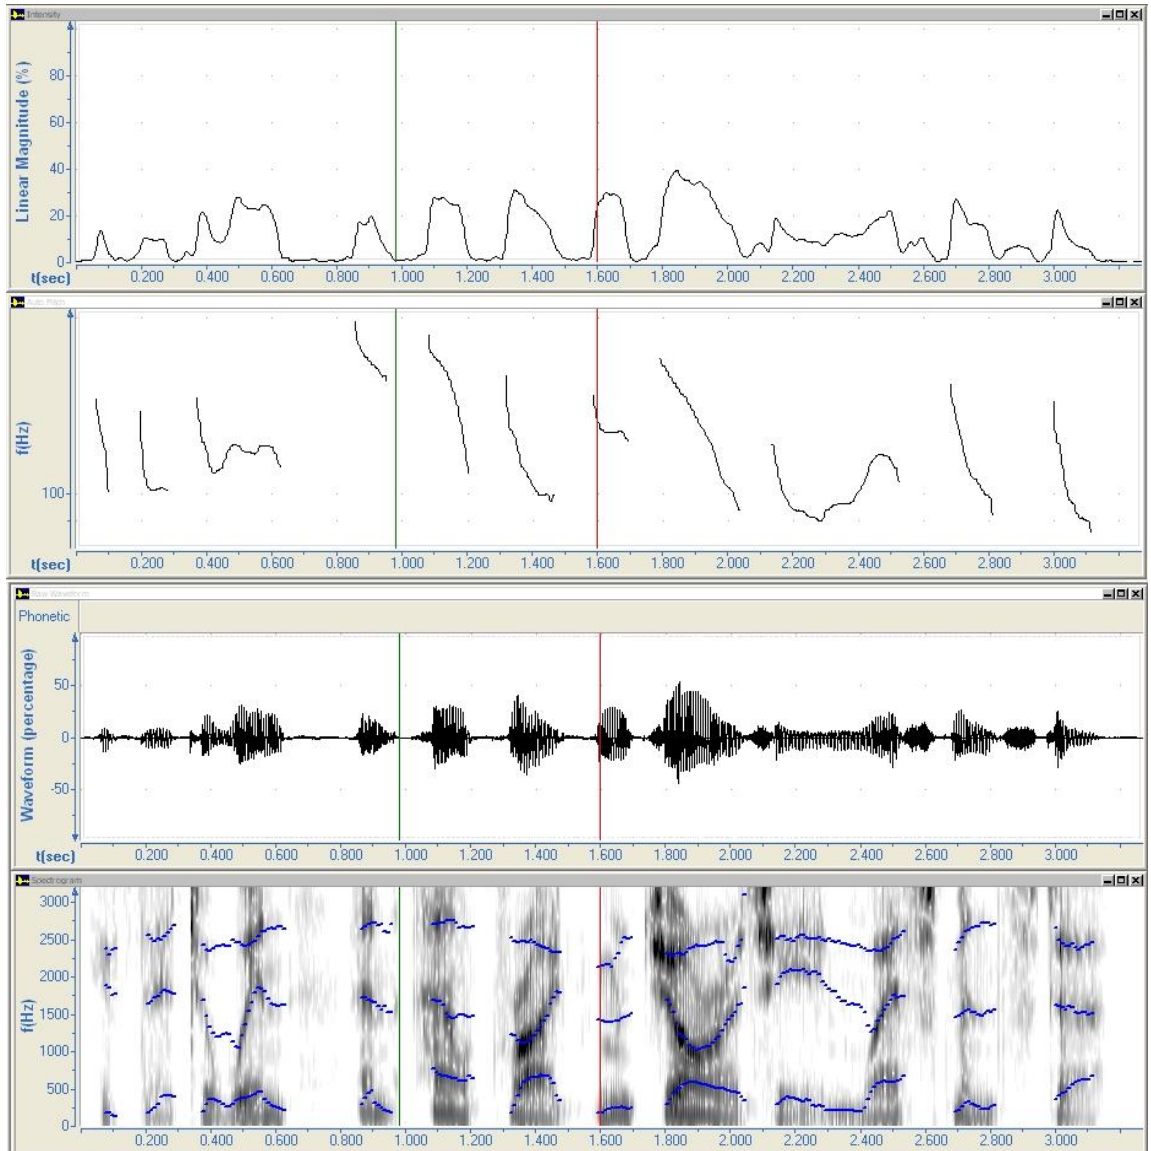 Intensity
Linear Magnitude (%)
80
60
40
20
0
t(sec) 0.200 0.400 0.600 0.800 1.000 1.200 1.400 1.600 1.800 2.000 2.200 2.400 2.600 2.800 3.000
Auto Pitch
f(Hz)
100
t(sec) 0.200 0.400 0.600 0.800 1.000 1.200 1.400 1.600 1.800 2.000 2.200 2.400 2.600 2.800 3.000
Raw Waveform
Phonetic
Waveform (percentage)
50
0
-50
t(sec) 0.200 0.400 0.600 0.800 1.000 1.200 1.400 1.600 1.800 2.000 2.200 2.400 2.600 2.800 3.000
Spectrogram
f(Hz)
3000
2500
2000
1500
1000
500
0
0.200 0.400 0.600 0.800 1.000 1.200 1.400 1.600 1.800 2.000 2.200 2.400 2.600 2.800 3.000